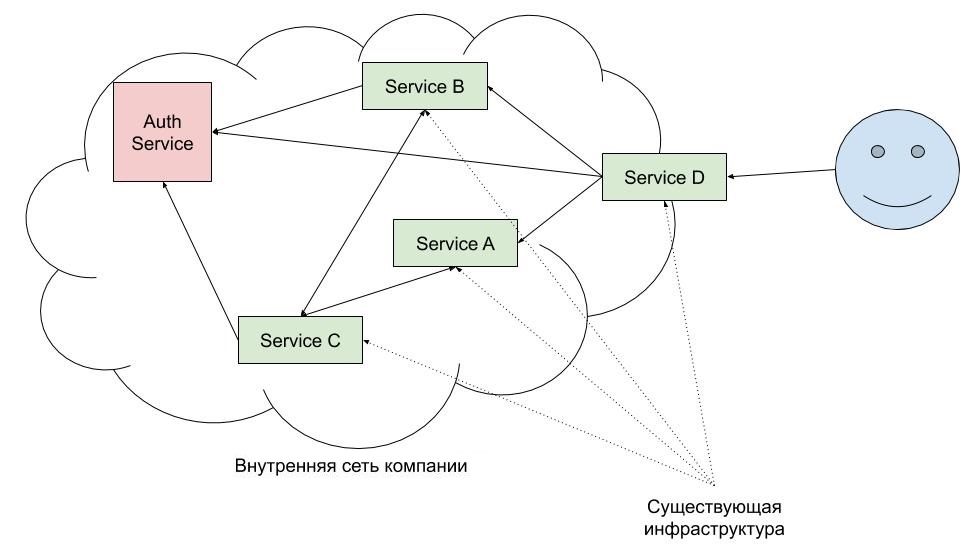 Service B
Auth
Service
Service D
Service A
Service C
Внутренняя сеть компании
Существующая
инфраструктура